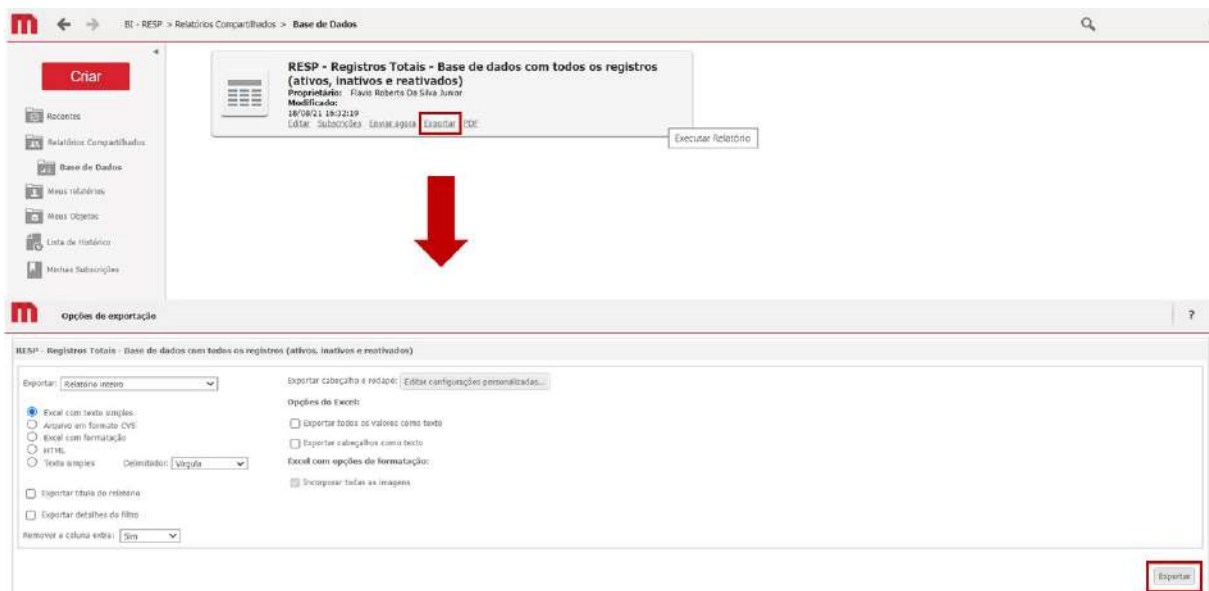 BI - RESP > Relatórios Compartilhados > Base de Dados
Criar
Recentes
Relatórios Compartilhados
Base de Dados
Meus relatórios
Meus Objetos
Lista de Histórico
Minhas Subscrições
RESP - Registros Totais - Base de dados com todos os registros
(ativos, inativos e reativados)
Proprietário: Flavio Roberto Da Silva Junior
Modificado:
18/08/21 16:32:19
Editar Subscrições Enviar agora Exportar PDF
Executar Relatório
Opções de exportação
?
RESP - Registros Totais - Base de dados com todos os registros (ativos, inativos e reativados)
Exportar: Relatório inteiro
Excel com texto simples
Arquivo em formato CVS
Excel com formatação
HTML
Texto simples Delimitador: Vírgula
Exportar título do relatório
Exportar detalhes do filtro
Remover a coluna extra: Sim
Exportar cabeçalho e rodapé: Editar configurações personalizadas...
Opções do Excel:
Exportar todos os valores como texto
Exportar cabeçalhos como texto
Excel com opções de formatação:
Incorporar todas as imagens
Exportar